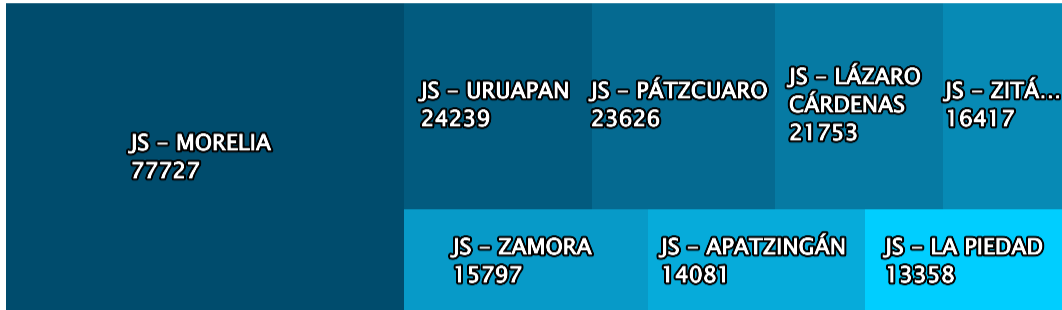 JS – MORELIA
77727
JS – URUAPAN
24239
JS – PÁTZCUARO
23626
JS – LÁZARO
CÁRDENAS
21753
JS – ZITÁ...
16417
JS – ZAMORA
15797
JS – APATZINGÁN
14081
JS – LA PIEDAD
13358